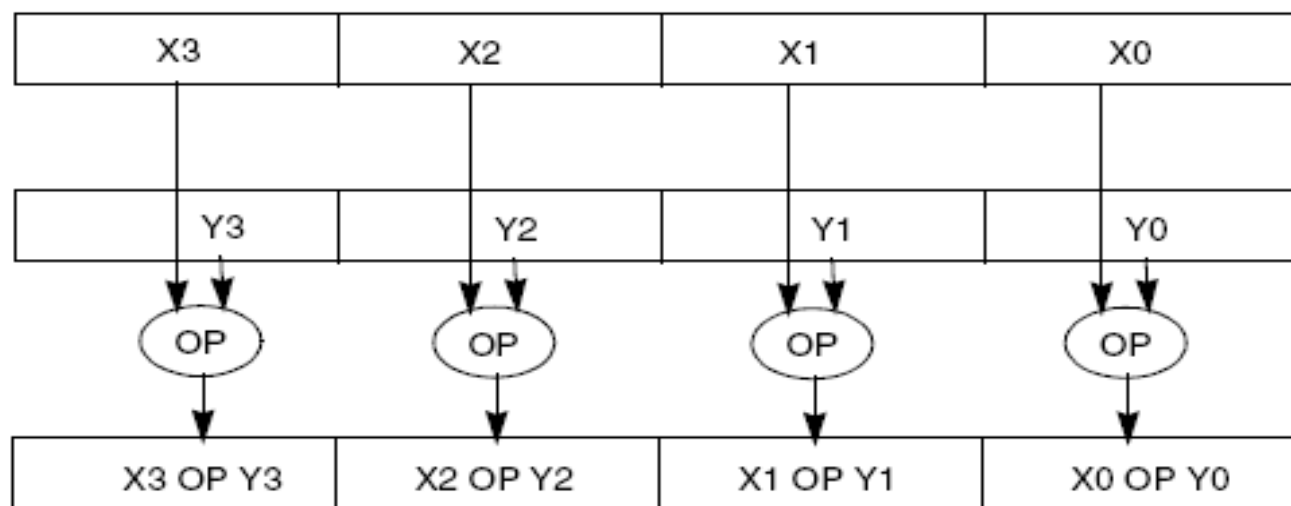 X3 X2 X1 X0
Y3 Y2 Y1 Y0
OP OP OP OP
X3 OP Y3 X2 OP Y2 X1 OP Y1 X0 OP Y0